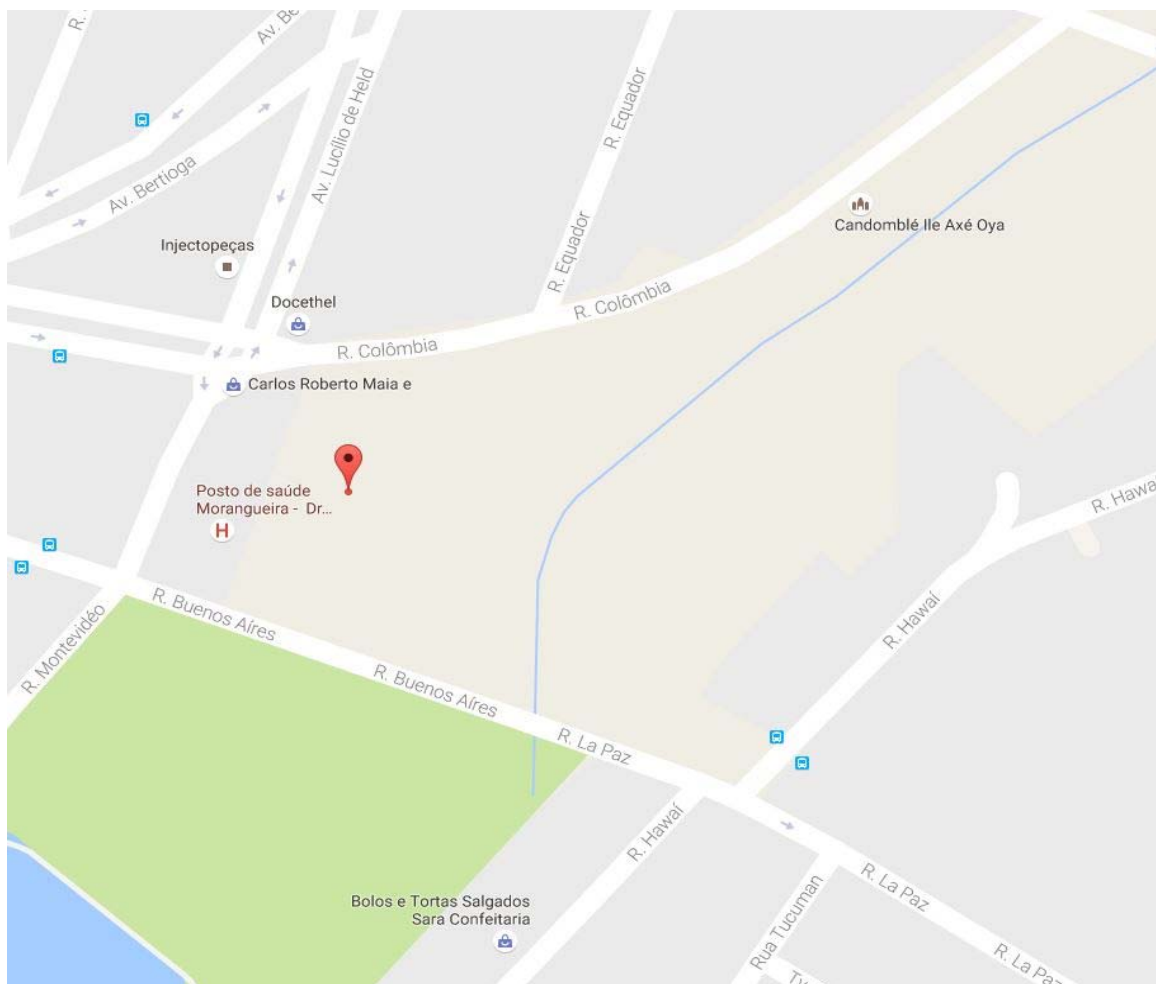 R.
Av. Be
Av. Bertioga
Av. Lucílio de Held
R. Equador
R. Equador
Candomblé Ile Axé Oya
Injectopeças
Docethel
R. Colômbia
R. Colômbia
Carlos Roberto Maia e
Posto de saúde
Morangueira - Dr...
H
R. Hawa
R. Hawaí
R. Buenos Aíres
R. Montevidéo
R. Buenos Aíres
R. La Paz
R. Hawaí
R. La Paz
Bolos e Tortas Salgados
Sara Confeitaria
Rua Tucuman
R. La Paz